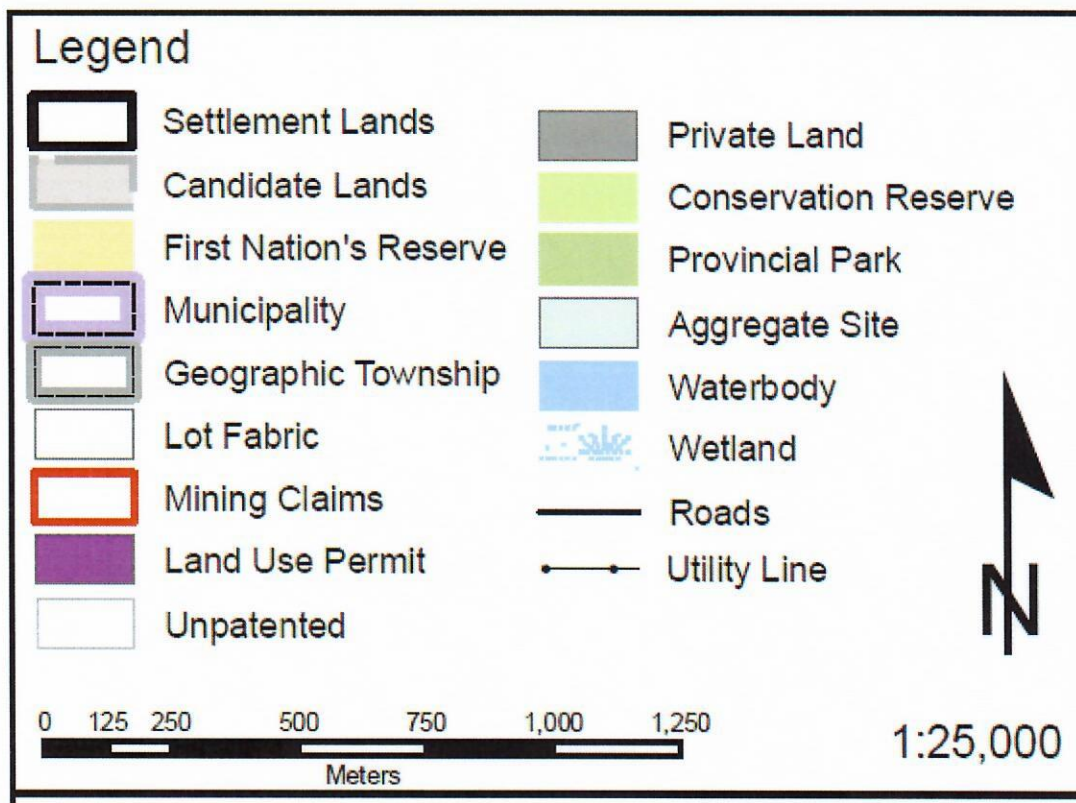 Legend
Settlement Lands
Candidate Lands
First Nation's Reserve
Municipality
Geographic Township
Lot Fabric
Mining Claims
Land Use Permit
Unpatented
Private Land
Conservation Reserve
Provincial Park
Aggregate Site
Waterbody
Wetland
Roads
Utility Line
N
0 125 250 500 750 1,000 1,250
Meters
1:25,000